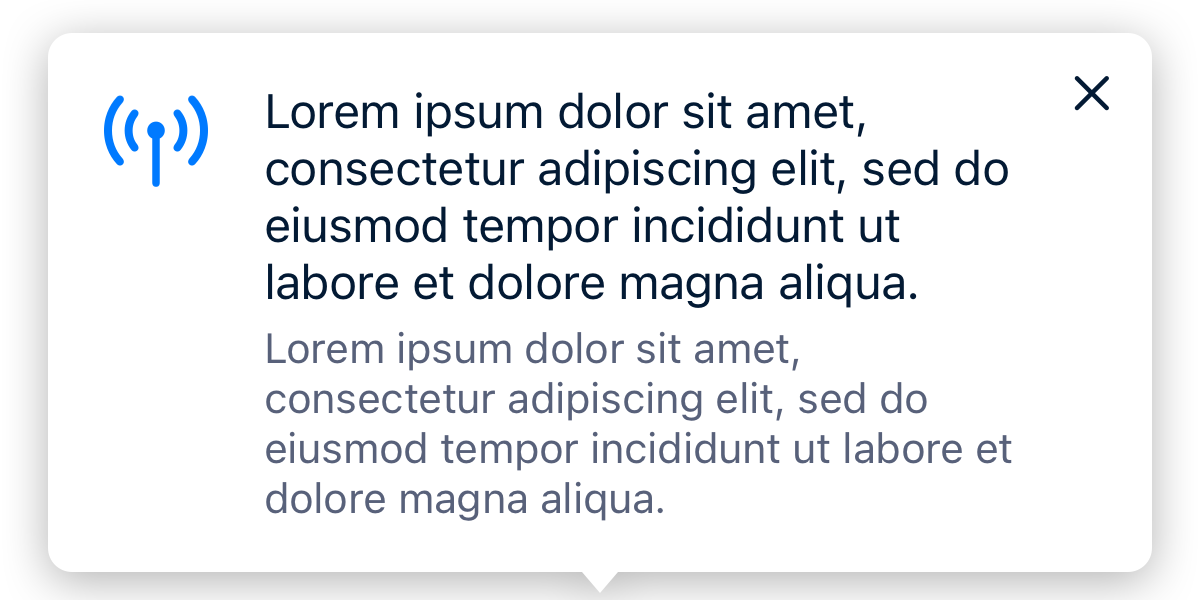 Lorem ipsum dolor sit amet,
consectetur adipiscing elit, sed do
eiusmod tempor incididunt ut
labore et dolore magna aliqua.
Lorem ipsum dolor sit amet,
consectetur adipiscing elit, sed do
eiusmod tempor incididunt ut labore et
dolore magna aliqua.